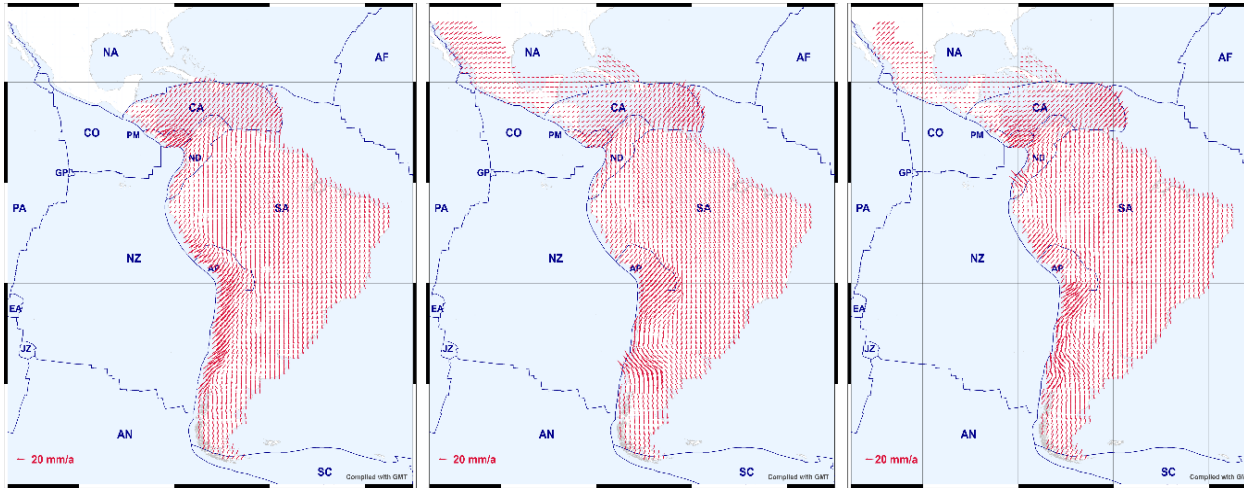 NA
AF
CA
CO
PM
ND
GP
PA
SA
NZ
AP
EA
JZ
AN
SC
← 20 mm/a
Compiled with GMT
NA
AF
CA
CO
PM
ND
GP
PA
SA
NZ
AP
EA
JZ
AN
SC
← 20 mm/a
Compiled with GMT
NA
AF
CA
CO
PM
ND
GP
PA
SA
NZ
AP
EA
JZ
AN
SC
← 20 mm/a
Compiled with